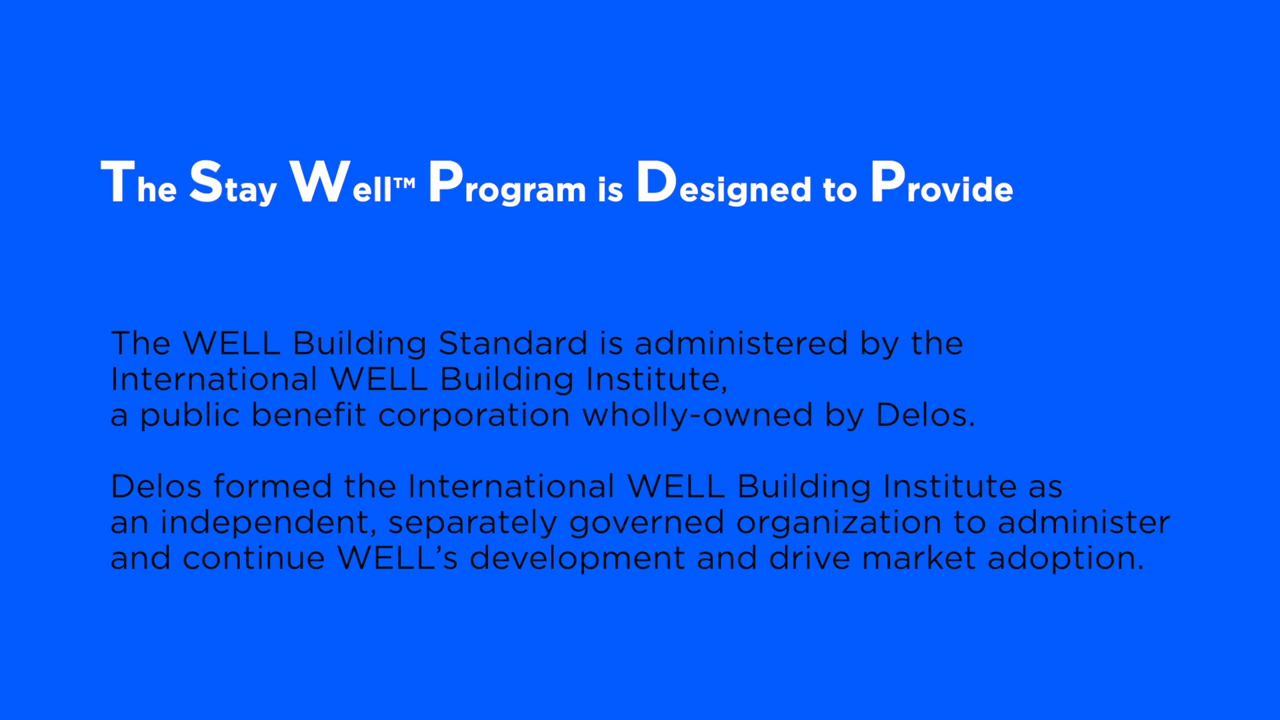 The Stay Well™ Program is Designed to Provide
The WELL Building Standard is administered by the
International WELL Building Institute,
a public benefit corporation wholly-owned by Delos.
Delos formed the International WELL Building Institute as
an independent, separately governed organization to administer
and continue WELL’s development and drive market adoption.